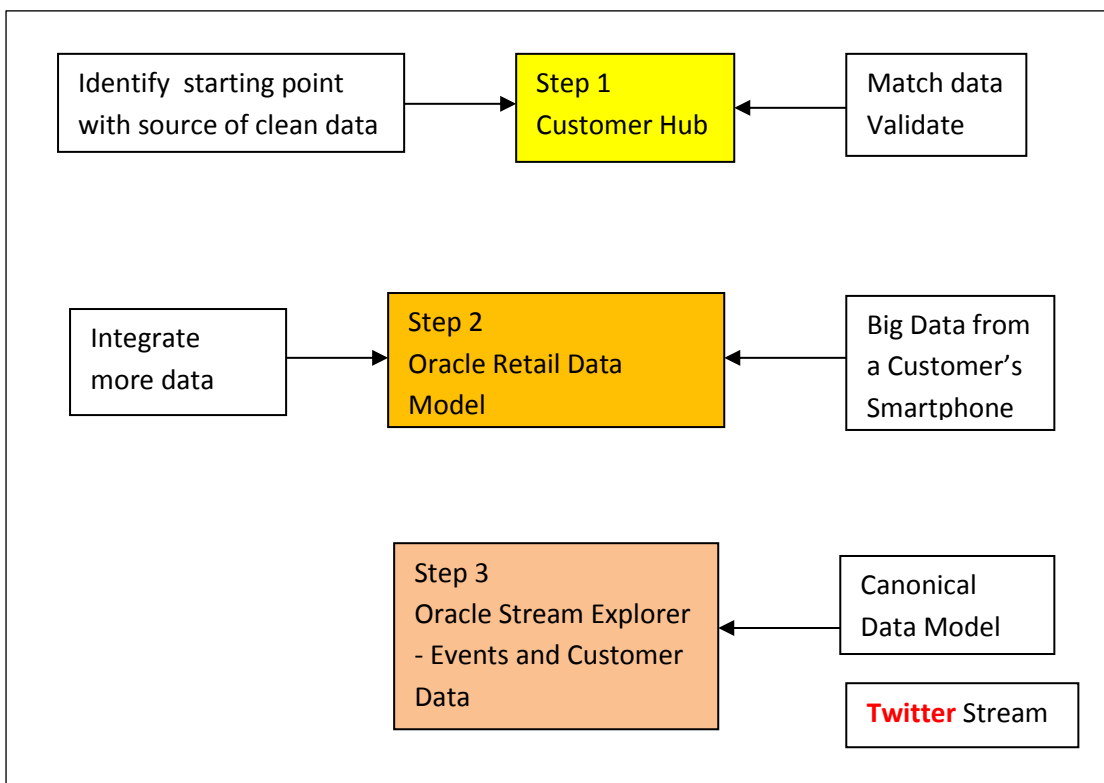 Identify  starting point
with source of clean data
Step 1
Customer Hub
Match data
Validate
Integrate
more data
Step 2
Oracle Retail Data
Model
Big Data from
a Customer’s
Smartphone
Step 3
Oracle Stream Explorer
- Events and Customer
Data
Canonical
Data Model
Twitter Stream